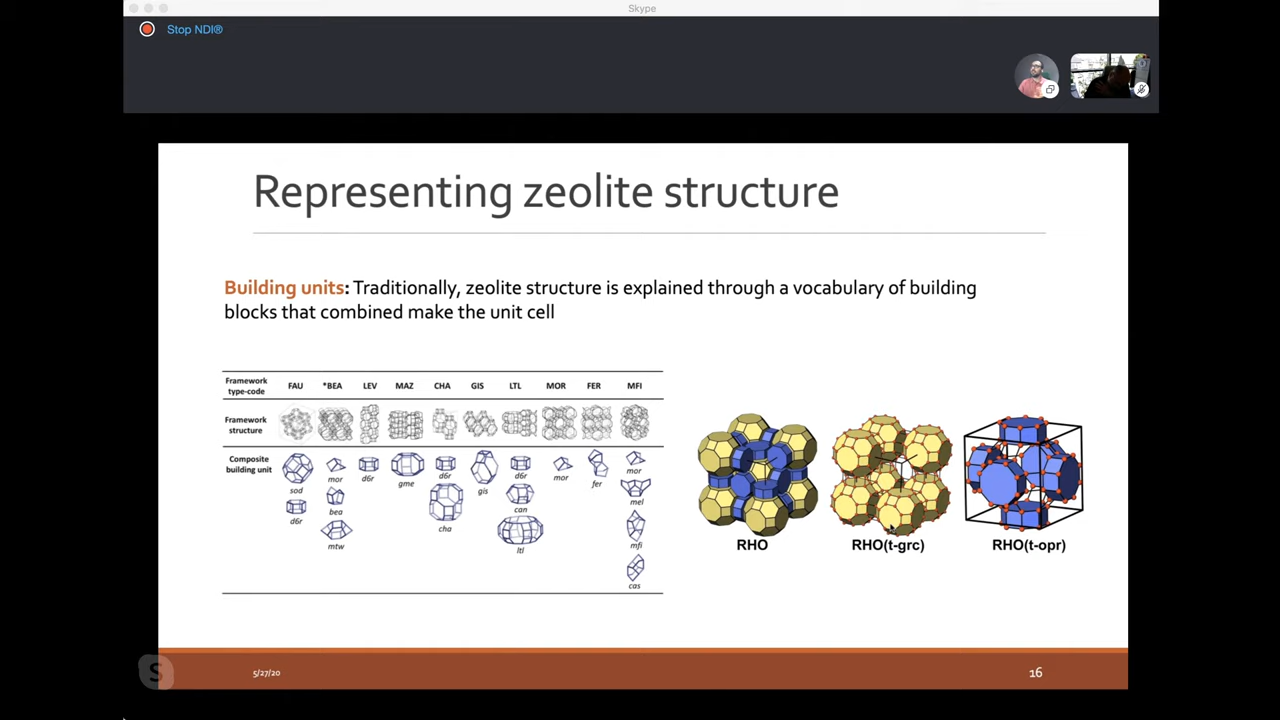 Skype
Stop NDI®
Representing zeolite structure
Building units: Traditionally, zeolite structure is explained through a vocabulary of building
blocks that combined make the unit cell
Framework type-code FAU *BEA LEV MAZ CHA GIS LTL MOR FER MFI
Framework structure
Composite building unit
sod mor d6r gme d6r gis d6r mor fer mor
d6r bea cha can mel
mtw ltl mfi
cas
RHO RHO(t-grc) RHO(t-opr)
S
5/27/20 16